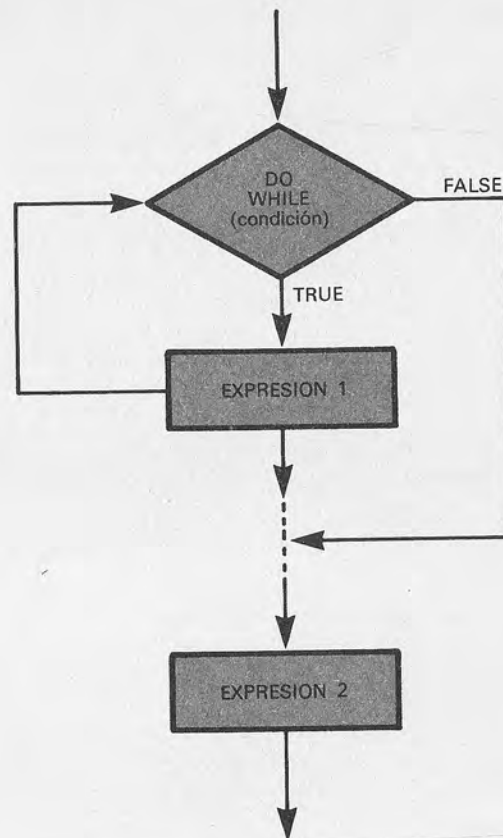 DO
WHILE
(condición)
FALSE
TRUE
EXPRESION 1
EXPRESION 2